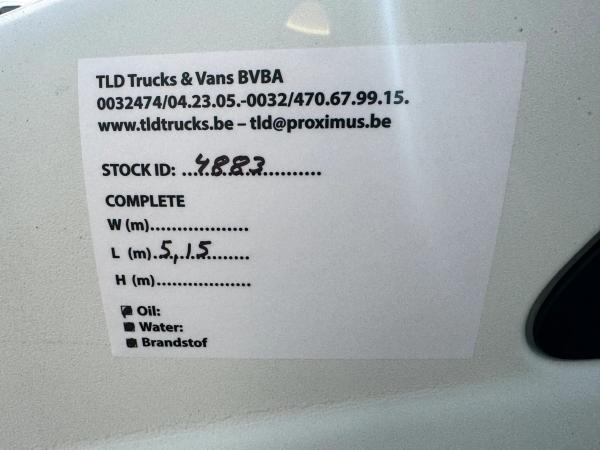 TLD Trucks & Vans BVBA
0032474/04.23.05.-0032/470.67.99.15.
www.tldtrucks.be – tld@proximus.be
STOCK ID: ...4883...........
COMPLETE
W (m)...................
L (m).5,15........
H (m)..................
Oil:
Water:
Brandstof